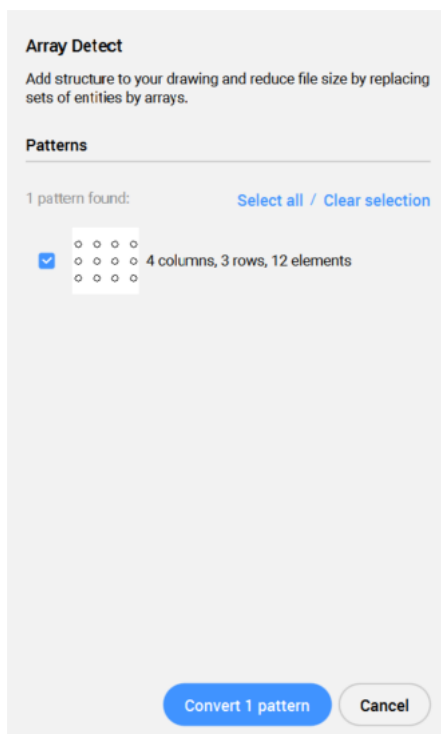 Array Detect
Add structure to your drawing and reduce file size by replacing
sets of entities by arrays.
Patterns
1 pattern found:
Select all / Clear selection
4 columns, 3 rows, 12 elements
Convert 1 pattern
Cancel